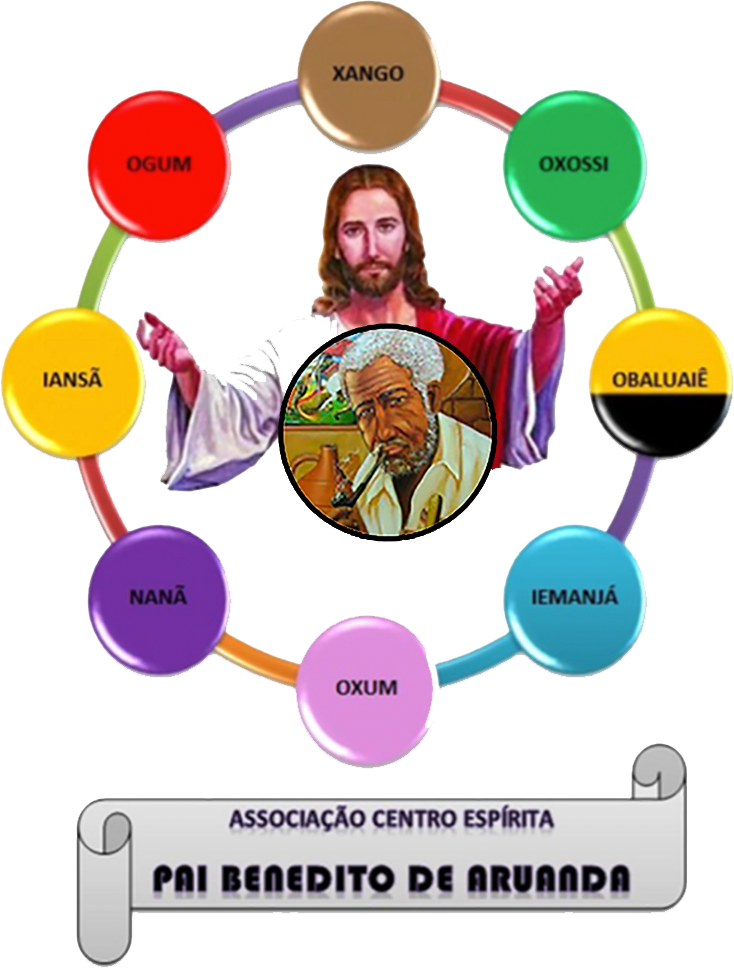 XANGO
OGUM
OXOSSI
IANSÃ
OBALUAIÊ
NANÃ
IEMANJÁ
OXUM
ASSOCIAÇÃO CENTRO ESPÍRITA
PAI BENEDITO DE ARUANDA